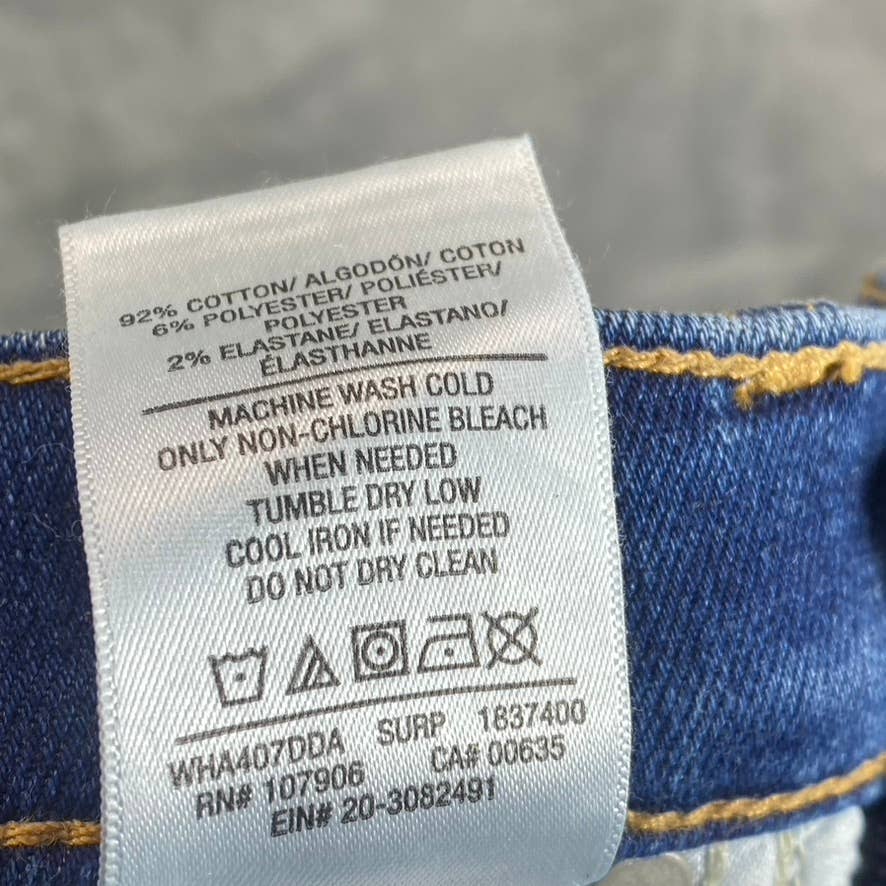 92% COTTON/ ALGODÓN/ COTON
6% POLYESTER/ POLIÉSTER/
POLYESTER
2% ELASTANE/ ELASTANO/
ÉLASTHANNE
MACHINE WASH COLD
ONLY NON-CHLORINE BLEACH
WHEN NEEDED
TUMBLE DRY LOW
COOL IRON IF NEEDED
DO NOT DRY CLEAN
WHA407DDA SURP 1837400
RN# 107906 CA# 00635
EIN# 20-3082491